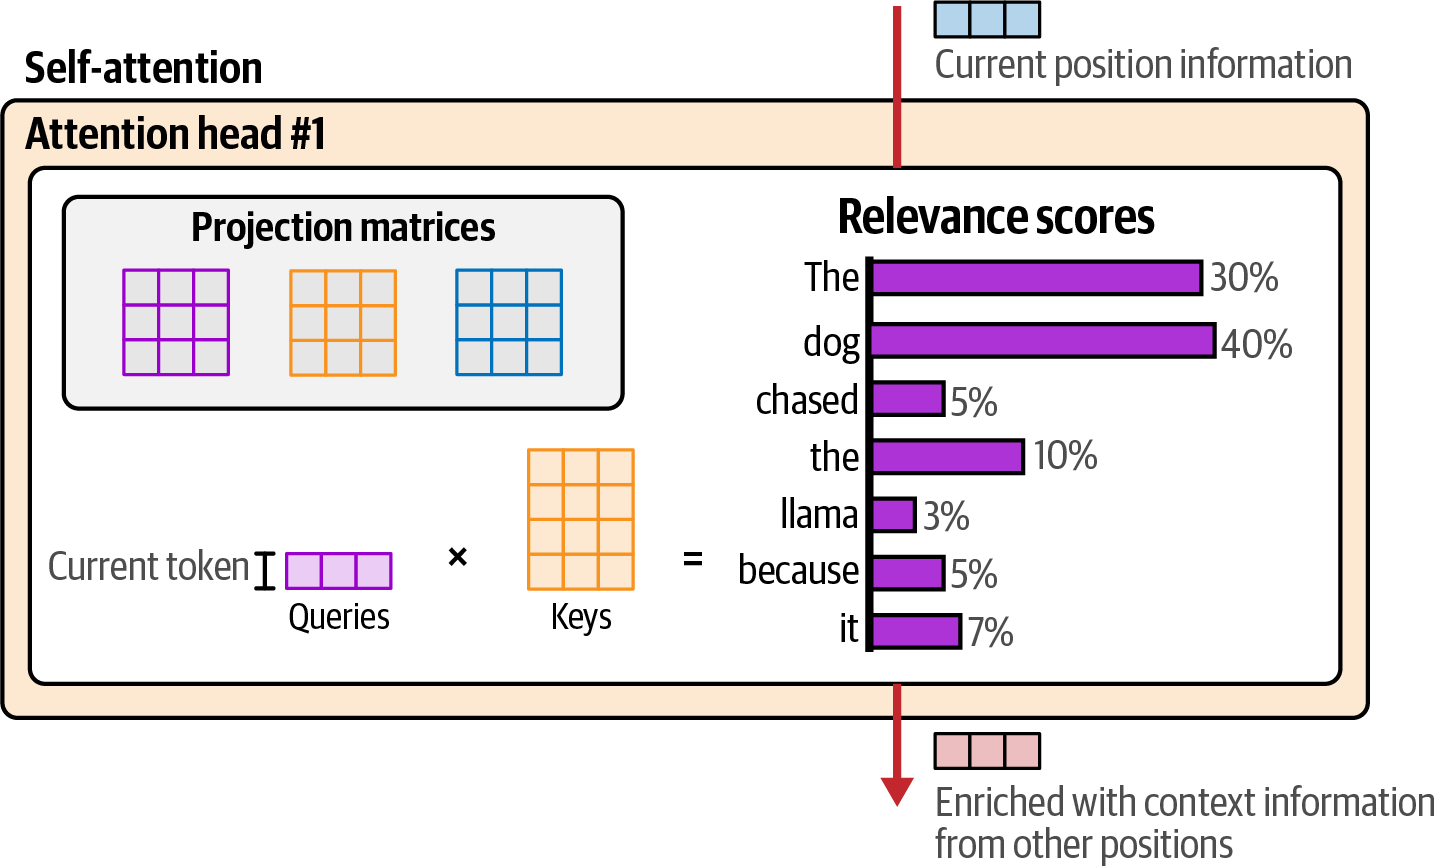 Current position information
Self-attention
Attention head #1
Projection matrices
Relevance scores
The 30%
dog 40%
chased 5%
the 10%
llama 3%
because 5%
it 7%
Current token
×
=
Queries
Keys
Enriched with context information
from other positions